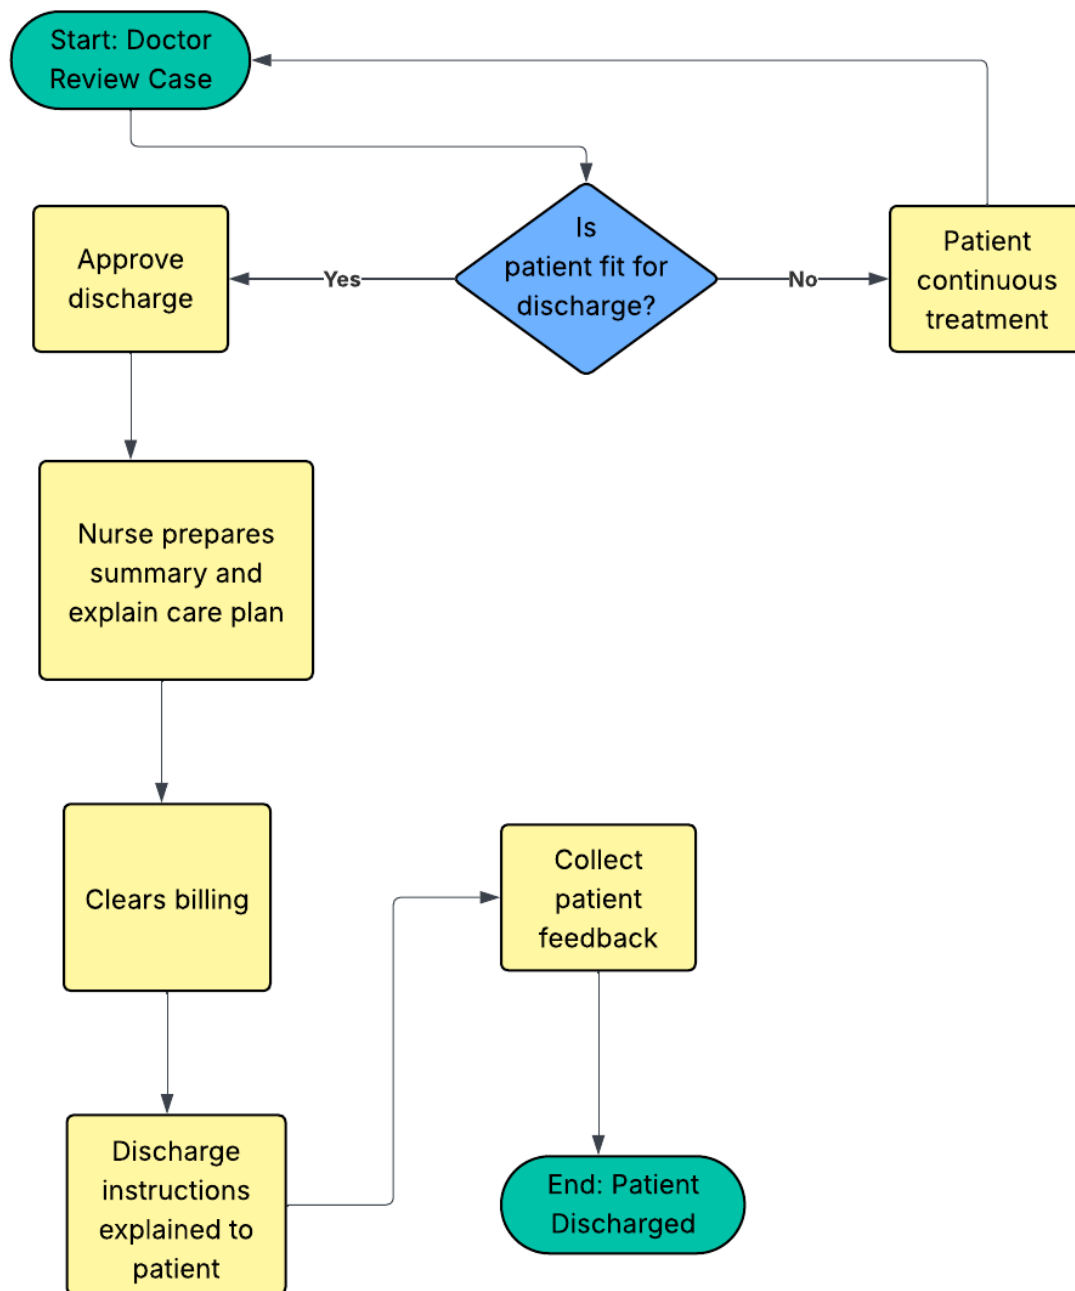 Start: Doctor
Review Case
Is
patient fit for
discharge?
Yes
No
Approve
discharge
Patient
continuous
treatment
Nurse prepares
summary and
explain care plan
Clears billing
Collect
patient
feedback
Discharge
instructions
explained to
patient
End: Patient
Discharged